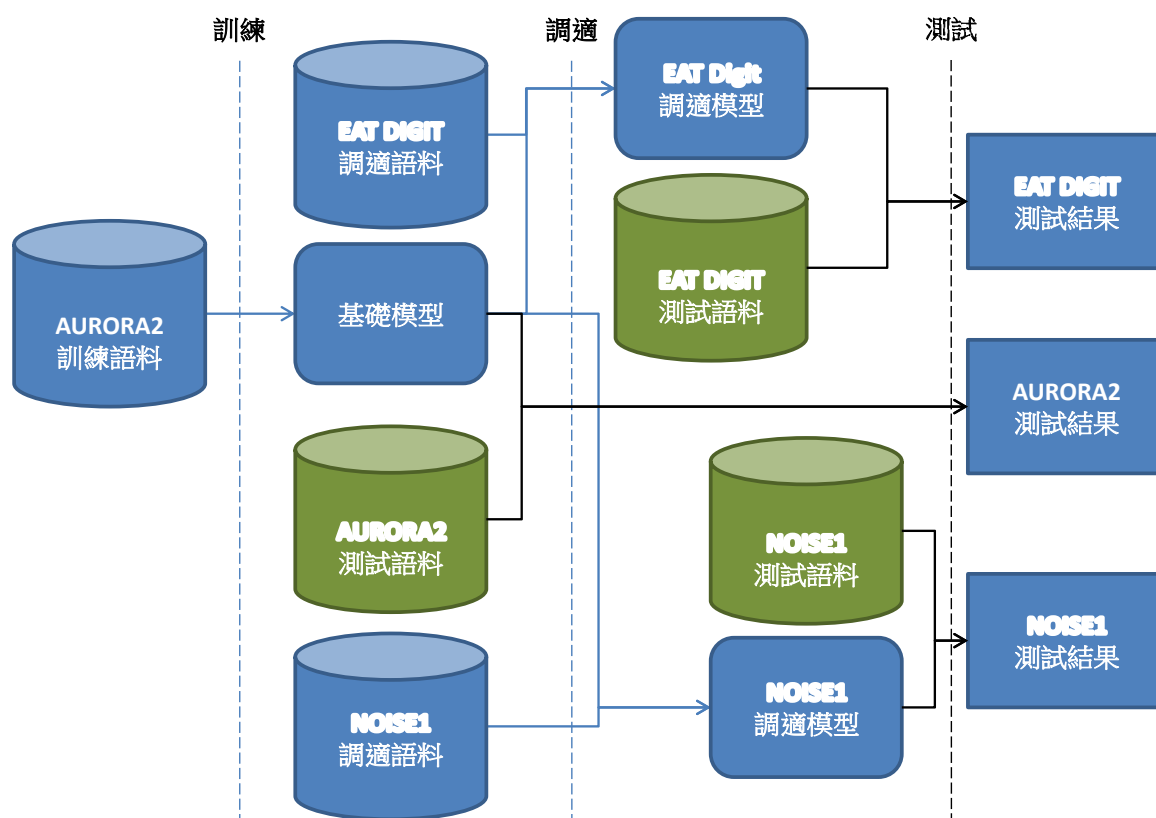 訓練
調適
測試
EAT DIGIT
調適語料
EAT Digit
調適模型
EAT DIGIT
測試結果
AURORA2
訓練語料
基礎模型
EAT DIGIT
測試語料
AURORA2
測試結果
AURORA2
測試語料
NOISE1
測試語料
NOISE1
測試結果
NOISE1
調適語料
NOISE1
調適模型